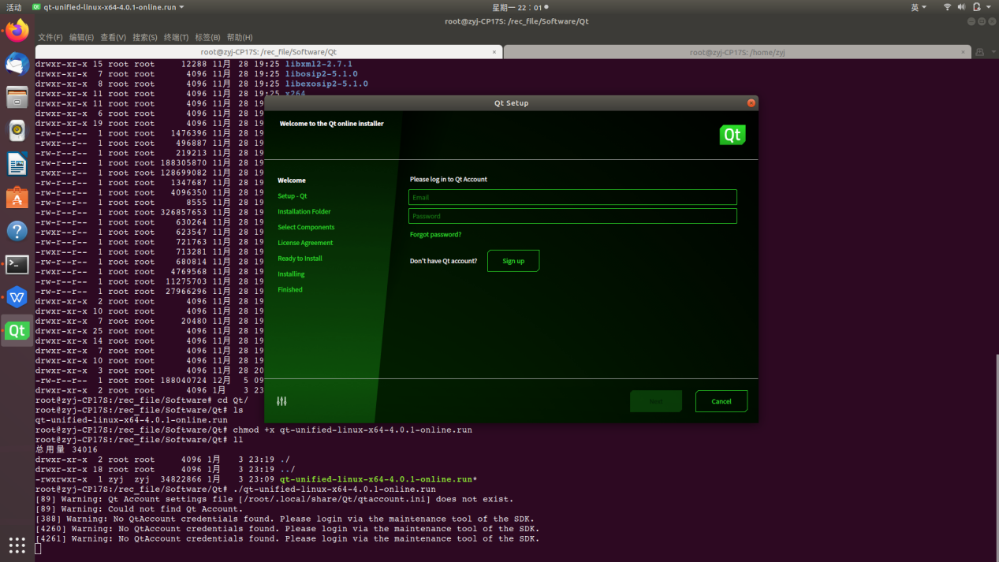 活动 qt-unified-linux-x64-4.0.1-online.run
星期一 22：01
英
root@zyj-CP17S: /rec_file/Software/Qt
文件(F) 编辑(E) 查看(V) 搜索(S) 终端(T) 标签(B) 帮助(H)
root@zyj-CP17S: /rec_file/Software/Qt
root@zyj-CP17S: /home/zyj
drwxr-xr-x 15 root root 12288 11月 28 19:25 libxml2-2.7.1
drwxr-xr-x 7 root root 4096 11月 28 19:25 libosip2-5.1.0
drwxr-xr-x 8 root root 4096 11月 28 19:25 libexosip2-5.1.0
drwxr-xr-x 11 root root 4096 11月 28 19:25 x264
drwxr-xr-x 11 root root 4096 11月 28 19
drwxr-xr-x 6 root root 4096 11月 28 19
drwxr-xr-x 19 root root 4096 11月 28 19
-rw-r--r-- 1 root root 1476396 11月 28 19
-rw-r--r-- 1 root root 496887 11月 28 19
-rw-r--r-- 1 root root 219213 11月 28 19
-rw-r--r-- 1 root root 188305870 11月 28 19
-rw-r--r-- 1 root root 128699082 11月 28 19
-rw-r--r-- 1 root root 1347687 11月 28 19
-rw-r--r-- 1 root root 4096350 11月 28 19
-rw-r--r-- 1 root root 8555 11月 28 19
-rw-r--r-- 1 root root 326857653 11月 28 19
-rw-r--r-- 1 root root 630264 11月 28 19
-rw-r--r-- 1 root root 623547 11月 28 19
-rw-r--r-- 1 root root 721763 11月 28 19
-rw-r--r-- 1 root root 713281 11月 28 19
-rw-r--r-- 1 root root 680814 11月 28 19
-rw-r--r-- 1 root root 4769568 11月 28 19
-rw-r--r-- 1 root root 11275703 11月 28 19
-rw-r--r-- 1 root root 27966296 11月 28 19
drwxr-xr-x 2 root root 4096 11月 28 19
drwxr-xr-x 10 root root 4096 11月 28 19
drwxr-xr-x 7 root root 20480 11月 28 19
drwxr-xr-x 25 root root 4096 11月 28 19
drwxr-xr-x 14 root root 4096 11月 28 19
drwxr-xr-x 7 root root 4096 11月 28 19
drwxr-xr-x 10 root root 4096 11月 28 19
drwxr-xr-x 3 root root 4096 11月 28 20
-rw-r--r-- 1 root root 188040724 12月 5 09
drwxr-xr-x 2 root root 4096 1月 3 23
root@zyj-CP17S:/rec_file/Software# cd Qt/
root@zyj-CP17S:/rec_file/Software/Qt# ls
qt-unified-linux-x64-4.0.1-online.run
root@zyj-CP17S:/rec_file/Software/Qt# chmod +x qt-unified-linux-x64-4.0.1-online.run
root@zyj-CP17S:/rec_file/Software/Qt# ll
总用量 34016
drwxr-xr-x 2 root root 4096 1月 3 23:19 ./
drwxr-xr-x 18 root root 4096 1月 3 23:19 ../
-rwxrwxr-x 1 zyj zyj 34822866 1月 3 23:09 qt-unified-linux-x64-4.0.1-online.run*
root@zyj-CP17S:/rec_file/Software/Qt# ./qt-unified-linux-x64-4.0.1-online.run
[89] Warning: Qt Account settings file [/root/.local/share/Qt/qtaccount.ini] does not exist.
[89] Warning: Could not find Qt Account.
[388] Warning: No QtAccount credentials found. Please login via the maintenance tool of the SDK.
[4260] Warning: No QtAccount credentials found. Please login via the maintenance tool of the SDK.
[4261] Warning: No QtAccount credentials found. Please login via the maintenance tool of the SDK.
Qt Setup
Welcome to the Qt online installer
Qt
Welcome
Setup - Qt
Installation Folder
Select Components
License Agreement
Ready to Install
Installing
Finished
Please log in to Qt Account
Email
Password
Forgot password?
Don't have Qt account? Sign up
Next
Cancel
Qt